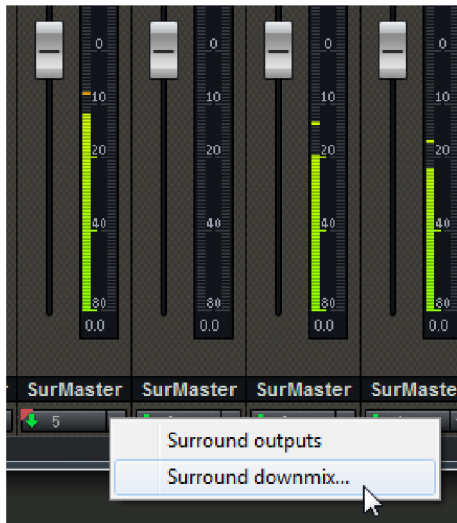 0 0 0 0
10 10 10 10
20 20 20 20
40 40 40 40
80 80 80 80
0.0 0.0 0.0 0.0
SurMaster SurMaster SurMaster SurMaste
5
Surround outputs
Surround downmix...